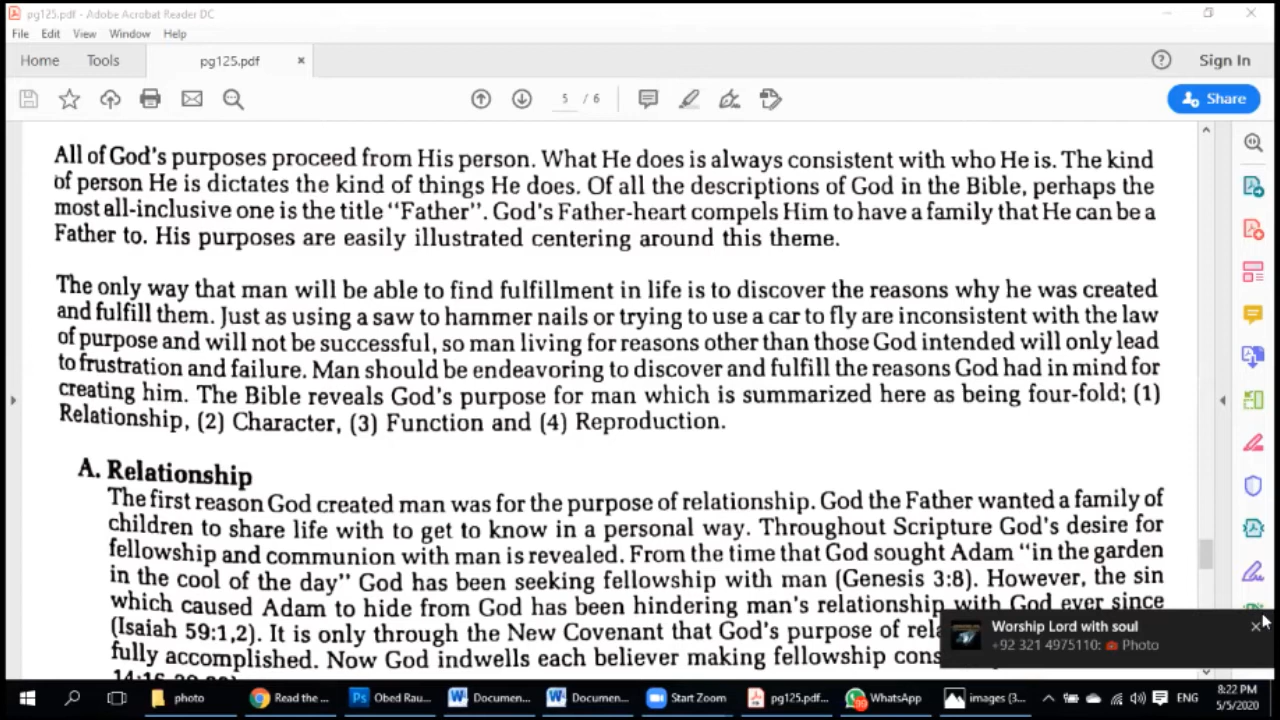 pg125.pdf - Adobe Acrobat Reader DC
File Edit View Window Help
Home Tools pg125.pdf × Sign In
5 / 6 Share
All of God's purposes proceed from His person. What He does is always consistent with who He is. The kind
of person He is dictates the kind of things He does. Of all the descriptions of God in the Bible, perhaps the
most all-inclusive one is the title "Father". God's Father-heart compels Him to have a family that He can be a
Father to. His purposes are easily illustrated centering around this theme.
The only way that man will be able to find fulfillment in life is to discover the reasons why he was created
and fulfill them. Just as using a saw to hammer nails or trying to use a car to fly are inconsistent with the law
of purpose and will not be successful, so man living for reasons other than those God intended will only lead
to frustration and failure. Man should be endeavoring to discover and fulfill the reasons God had in mind for
creating him. The Bible reveals God's purpose for man which is summarized here as being four-fold; (1)
Relationship, (2) Character, (3) Function and (4) Reproduction.
A. Relationship
The first reason God created man was for the purpose of relationship. God the Father wanted a family of
children to share life with to get to know in a personal way. Throughout Scripture God's desire for
fellowship and communion with man is revealed. From the time that God sought Adam "in the garden
in the cool of the day" God has been seeking fellowship with man (Genesis 3:8). However, the sin
which caused Adam to hide from God has been hindering man's relationship with God ever since
(Isaiah 59:1,2). It is only through the New Covenant that God's purpose of rela
fully accomplished. Now God indwells each believer making fellowship cons
Worship Lord with soul
+92 321 4975110: Photo
photo Read the ... Obed Rau... Documen... Documen... Start Zoom pg125.pdf... 99 WhatsApp images (3... ENG
8:22 PM
5/5/2020